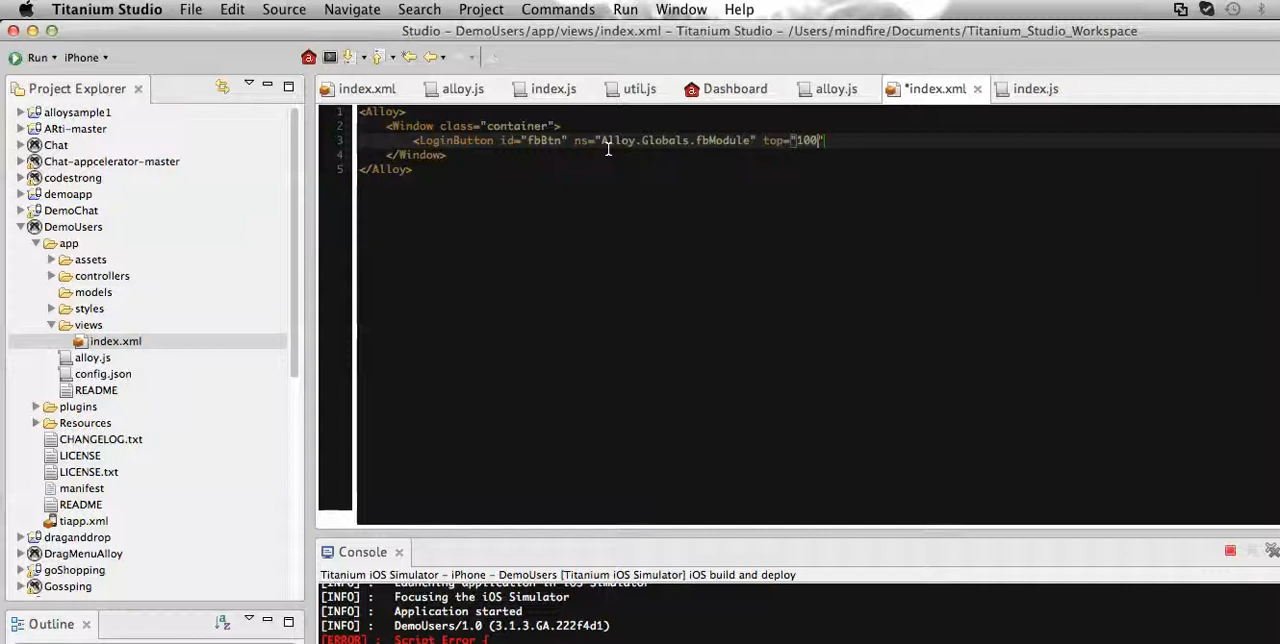 Titanium Studio File Edit Source Navigate Search Project Commands Run Window Help
Studio - DemoUsers/app/views/index.xml - Titanium Studio - /Users/mindfire/Documents/Titanium_Studio_Workspace
Run iPhone
Project Explorer
index.xml alloy.js index.js util.js Dashboard alloy.js *index.xml index.js
alloysample1
ARti-master
Chat
Chat-appcelerator-master
codestrong
demoapp
DemoChat
DemoUsers
app
assets
controllers
models
styles
views
index.xml
alloy.js
config.json
README
plugins
Resources
CHANGELOG.txt
LICENSE
LICENSE.txt
manifest
README
tiapp.xml
draganddrop
DragMenuAlloy
goShopping
Gossping
Outline
1 <Alloy>
2 <Window class="container">
3 <LoginButton id="fbBtn" ns="Alloy.Globals.fbModule" top="100"
4 </Window>
5 </Alloy>
Console
Titanium iOS Simulator - iPhone - DemoUsers [Titanium iOS Simulator] iOS build and deploy
[INFO] : Launching application in iOS Simulator
[INFO] : Focusing the iOS Simulator
[INFO] : Application started
[INFO] : DemoUsers/1.0 (3.1.3.GA.222f4d1)
[ERROR] : Script Error {